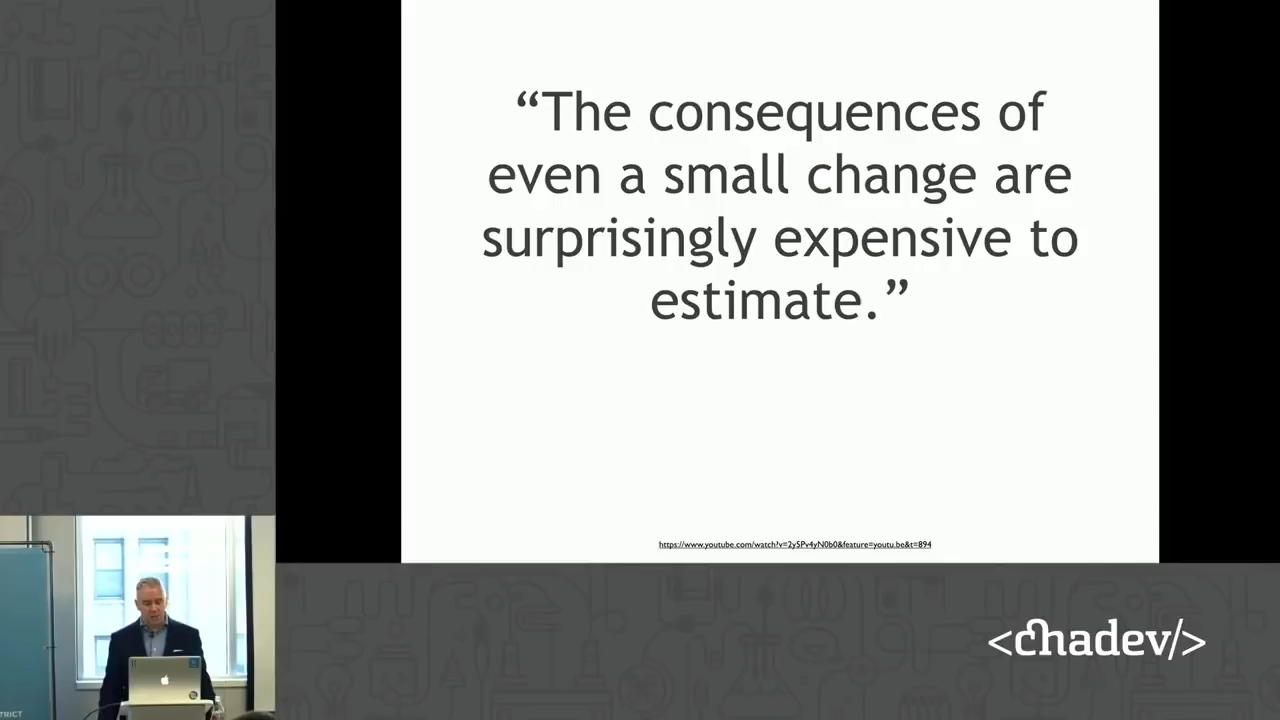 “The consequences of
even a small change are
surprisingly expensive to
estimate.”
https://www.youtube.com/watch?v=2ySPv4yN0b0&feature=youtu.be&t=894
<chadev/>
TRICT